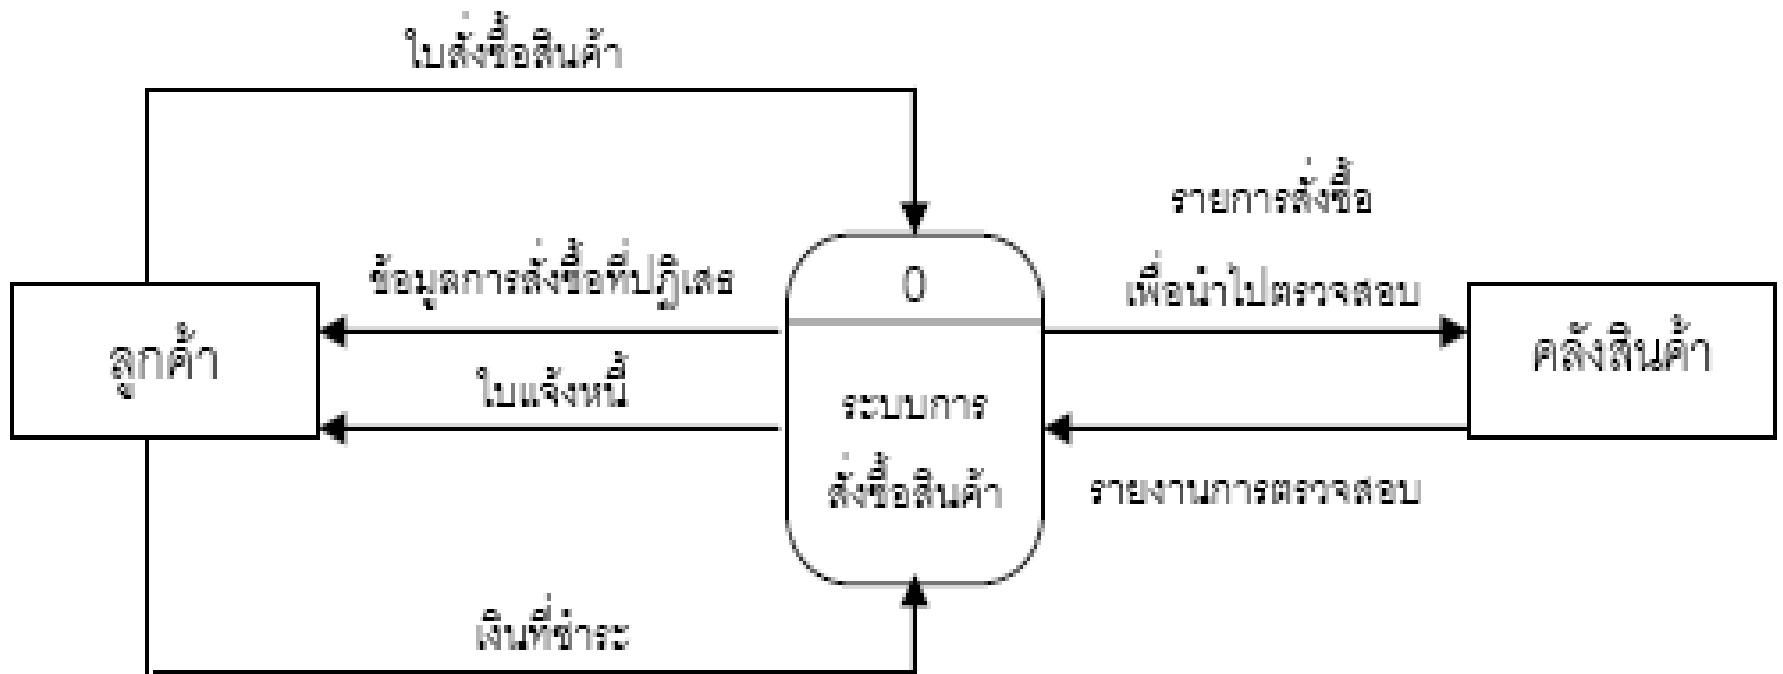 ใบสั่งซื้อสินค้า
รายการสั่งซื้อ
เพื่อนำไปตรวจสอบ
ข้อมูลการสั่งซื้อที่ปฏิเสธ
0
ลูกค้า
คลังสินค้า
ใบแจ้งหนี้
ระบบการ
สั่งซื้อสินค้า
รายงานการตรวจสอบ
เงินที่ชำระ